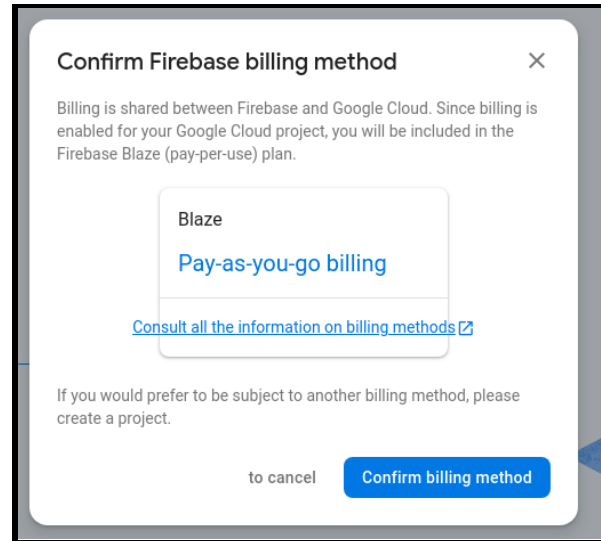 Confirm Firebase billing method
Billing is shared between Firebase and Google Cloud. Since billing is
enabled for your Google Cloud project, you will be included in the
Firebase Blaze (pay-per-use) plan.
Blaze
Pay-as-you-go billing
Consult all the information on billing methods
If you would prefer to be subject to another billing method, please
create a project.
to cancel
Confirm billing method